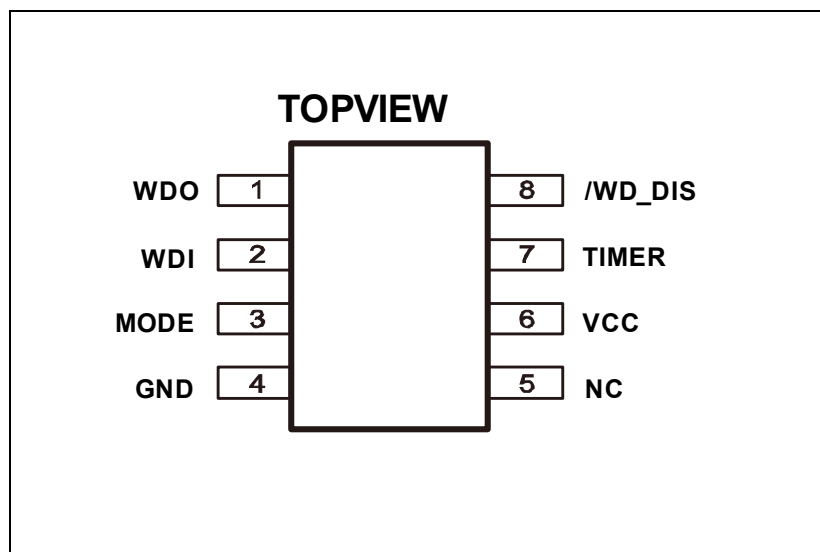 TOPVIEW
WDO 1 8 /WD_DIS
WDI 2 7 TIMER
MODE 3 6 VCC
GND 4 5 NC